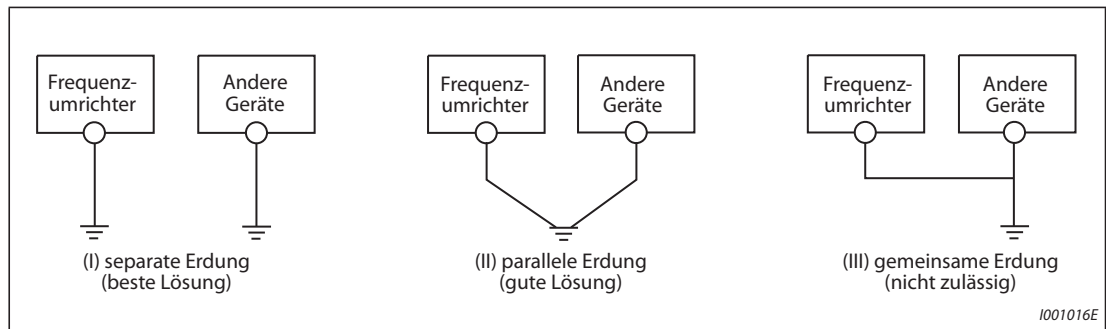 Frequenz-
umrichter
Andere
Geräte
(I) separate Erdung
(beste Lösung)
Frequenz-
umrichter
Andere
Geräte
(II) parallele Erdung
(gute Lösung)
Frequenz-
umrichter
Andere
Geräte
(III) gemeinsame Erdung
(nicht zulässig)
I001016E